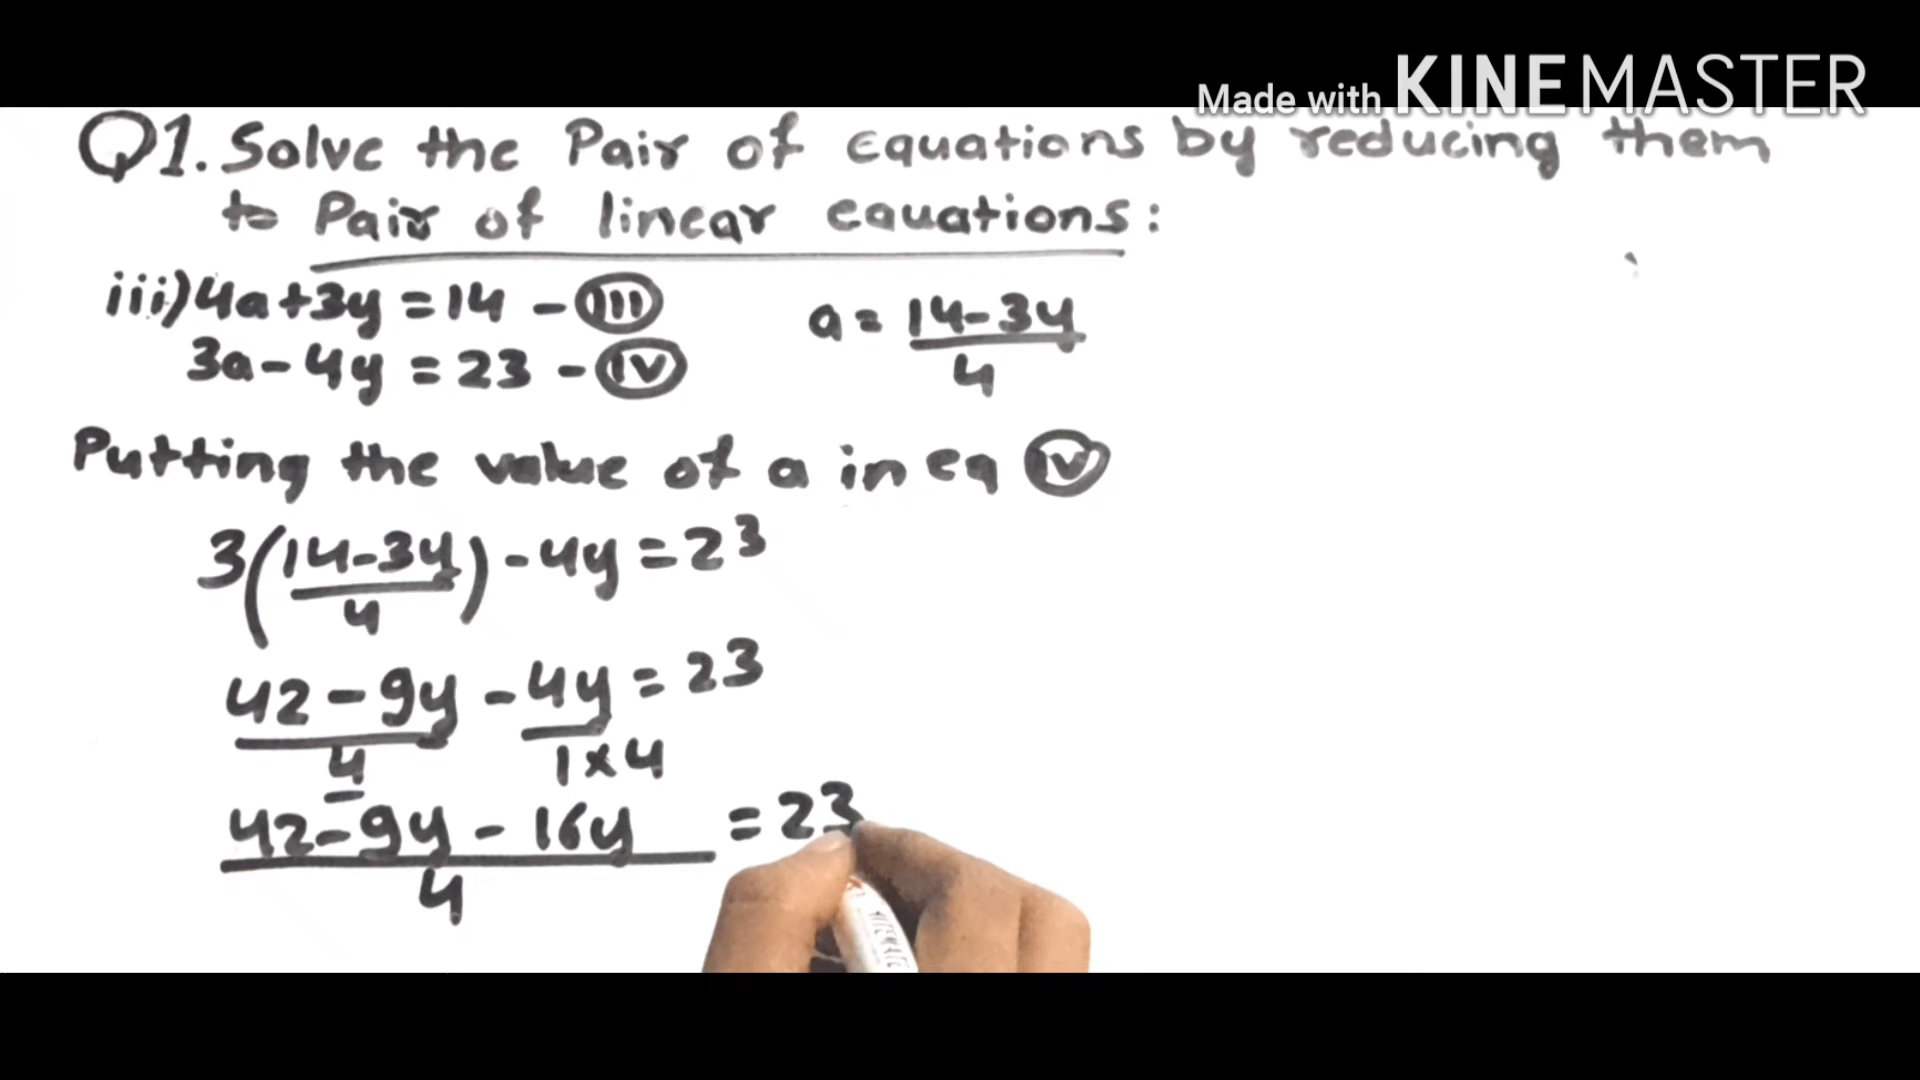 Made with KINEMASTER
Q1. Solve the Pair of Equations by reducing them
to Pair of linear equations:
iii) 4a+3y=14 - III
a = 14-3y/4
3a-4y=23 - IV
Putting the value of a in eq IV
3(14-3y/4)-4y=23
42-9y/4 - 4y/1×4 = 23
42-9y-16y/4 = 23